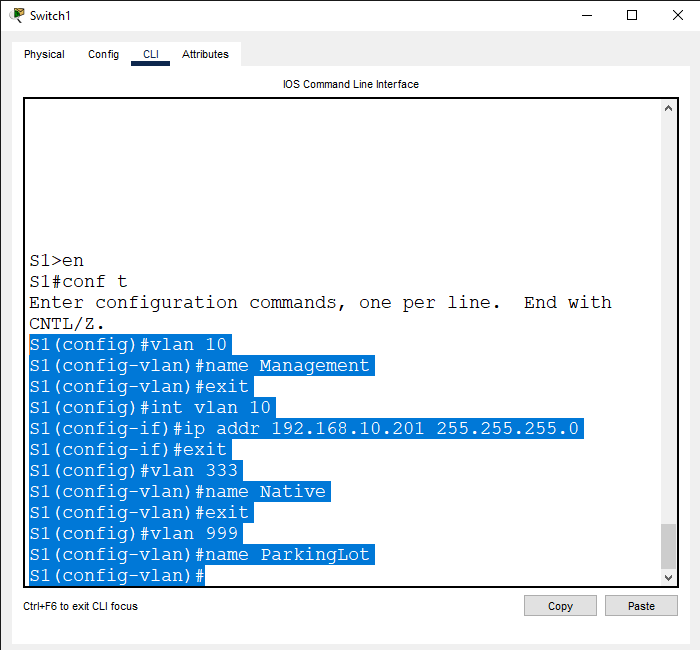 Switch1
Physical Config CLI Attributes
IOS Command Line Interface
S1>en
S1#conf t
Enter configuration commands, one per line.  End with
CNTL/Z.
S1(config)#vlan 10
S1(config-vlan)#name Management
S1(config-vlan)#exit
S1(config)#int vlan 10
S1(config-if)#ip addr 192.168.10.201 255.255.255.0
S1(config-if)#exit
S1(config)#vlan 333
S1(config-vlan)#name Native
S1(config-vlan)#exit
S1(config)#vlan 999
S1(config-vlan)#name ParkingLot
S1(config-vlan)#
Ctrl+F6 to exit CLI focus
Copy Paste